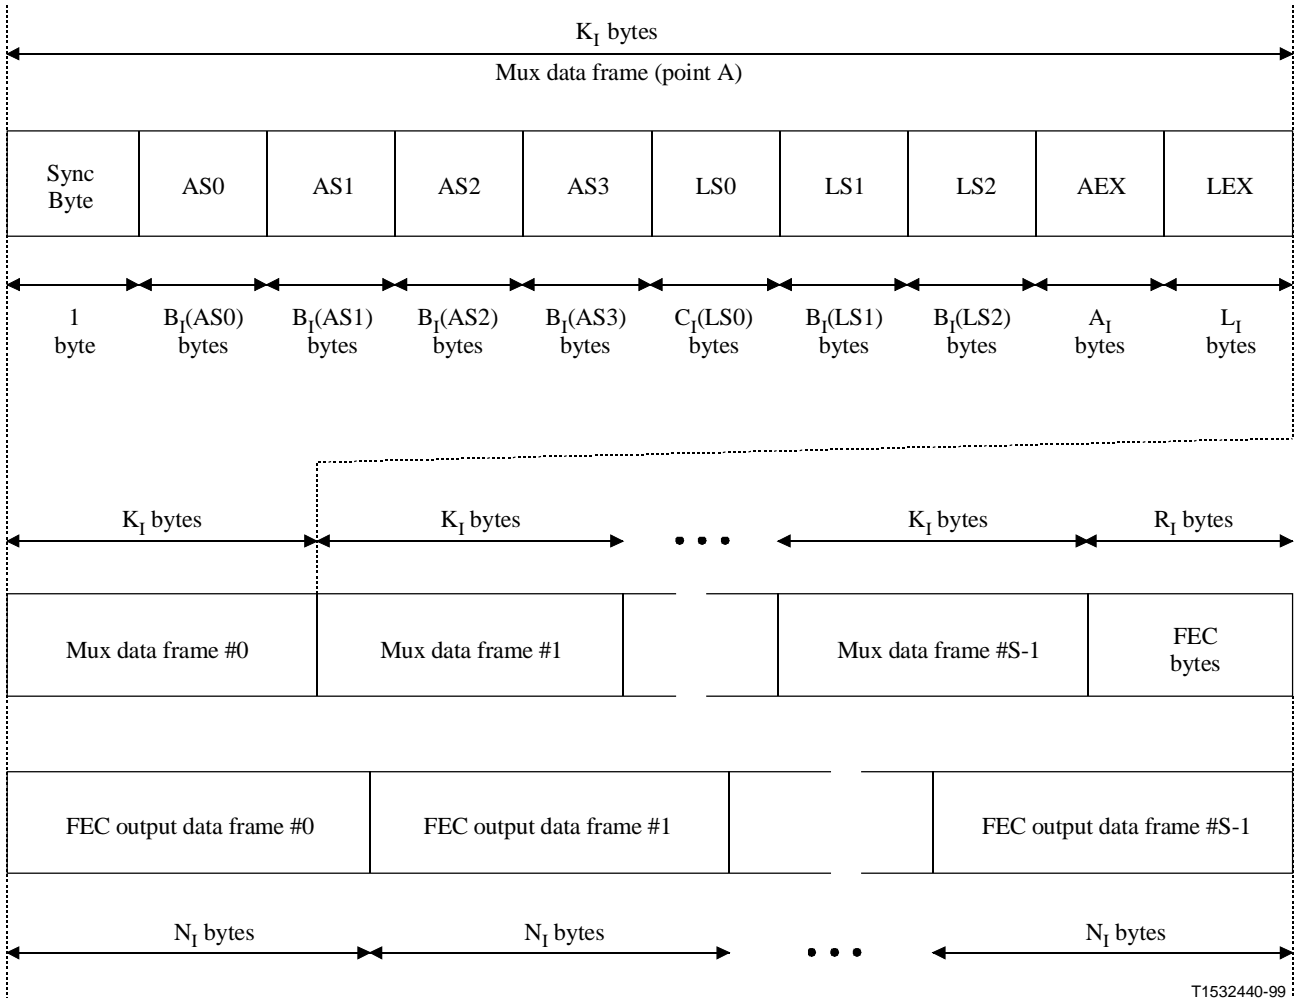 K_I bytes
Mux data frame (point A)
Sync Byte AS0 AS1 AS2 AS3 LS0 LS1 LS2 AEX LEX
1 byte B_I(AS0) bytes B_I(AS1) bytes B_I(AS2) bytes B_I(AS3) bytes C_I(LS0) bytes B_I(LS1) bytes B_I(LS2) bytes A_I bytes L_I bytes
K_I bytes K_I bytes • • • K_I bytes R_I bytes
Mux data frame #0 Mux data frame #1 Mux data frame #S-1 FEC bytes
FEC output data frame #0 FEC output data frame #1 FEC output data frame #S-1
N_I bytes N_I bytes • • • N_I bytes
T1532440-99